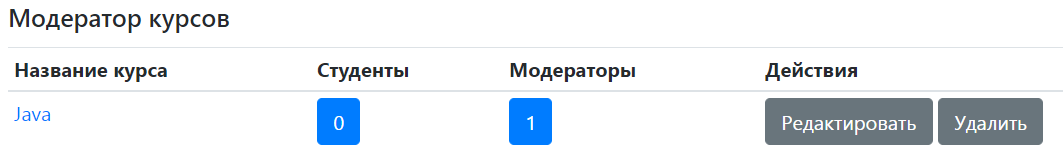 Модератор курсов
Название курса Студенты Модераторы Действия
Java 0 1 Редактировать Удалить